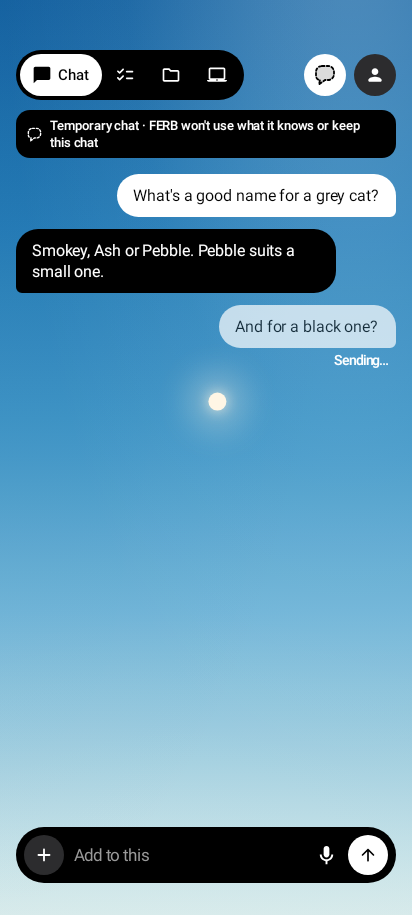 Chat
Temporary chat · FERB won't use what it knows or keep
this chat
What's a good name for a grey cat?
Smokey, Ash or Pebble. Pebble suits a
small one.
And for a black one?
Sending...
Add to this